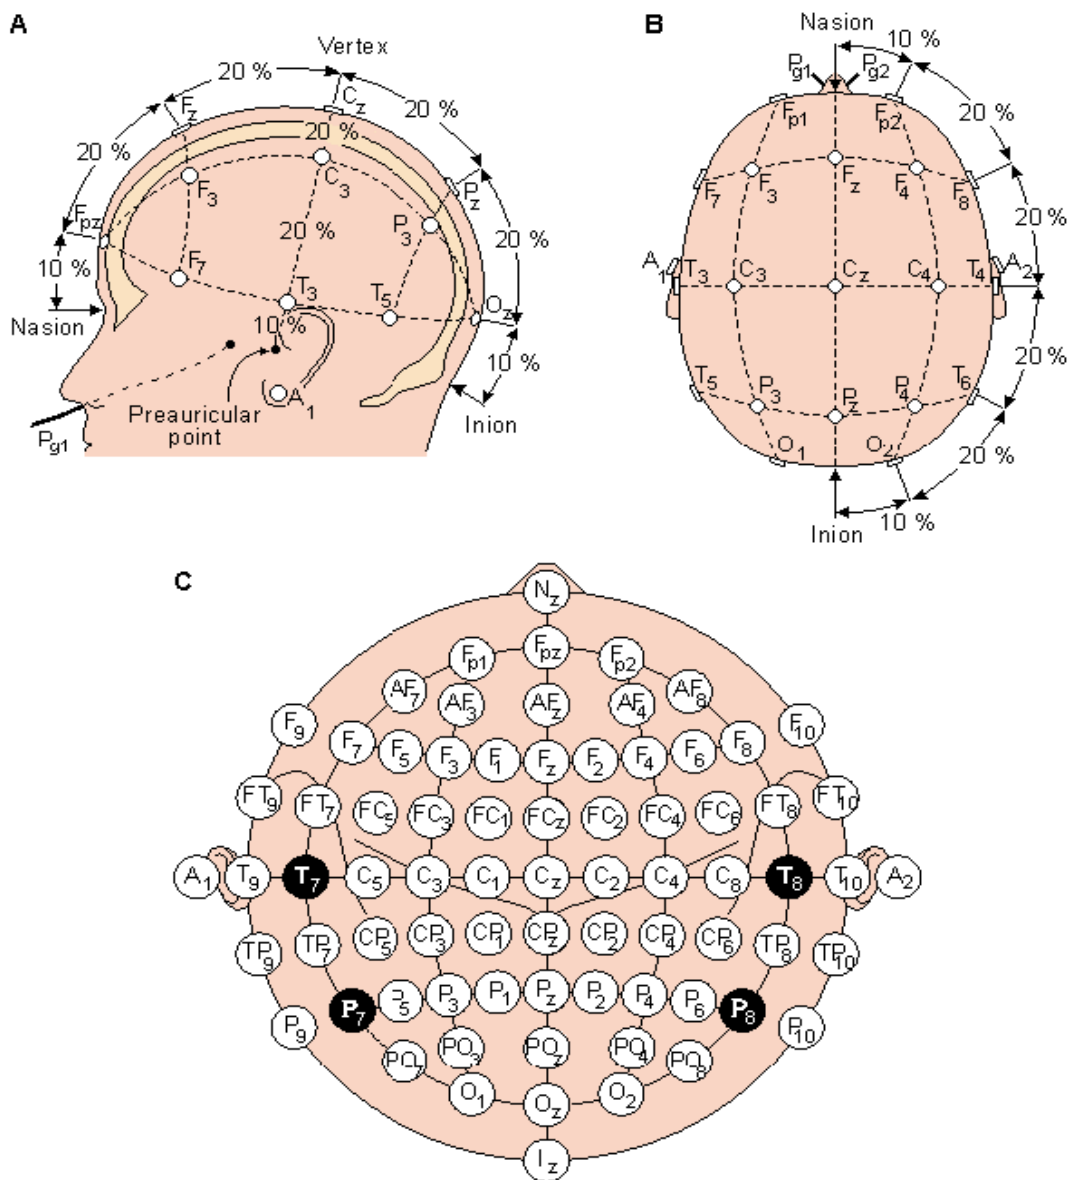 A
Vertex
20 %
20 %
Fz
Cz
20 %
20 %
F3
C3
Pz
Fpz
P3
20 %
20 %
10 %
F7
T3
T5
Oz
Nasion
10 %
10 %
A1
Preauricular
point
Inion
Pg1
B
Nasion
10 %
Pg1
Pg2
Fp1
Fp2
20 %
F7
F3
Fz
F4
F8
20 %
A1
T3
C3
Cz
C4
T4
A2
20 %
T5
P3
Pz
P4
T6
O1
O2
20 %
10 %
Inion
C
Nz
Fp1
Fpz
Fp2
AF7
AF3
AFz
AF4
AF8
F9
F7
F5
F3
F1
Fz
F2
F4
F6
F8
F10
FT9
FT7
FC5
FC3
FC1
FCz
FC2
FC4
FC6
FT8
FT10
A1
T9
T7
C5
C3
C1
Cz
C2
C4
C8
T8
T10
A2
TP9
TP7
CP5
CP3
CP1
CPz
CP2
CP4
CP6
TP8
TP10
P9
P7
P5
P3
P1
Pz
P2
P4
P6
P8
P10
PO7
PO3
POz
PO4
PO8
O1
Oz
O2
Iz